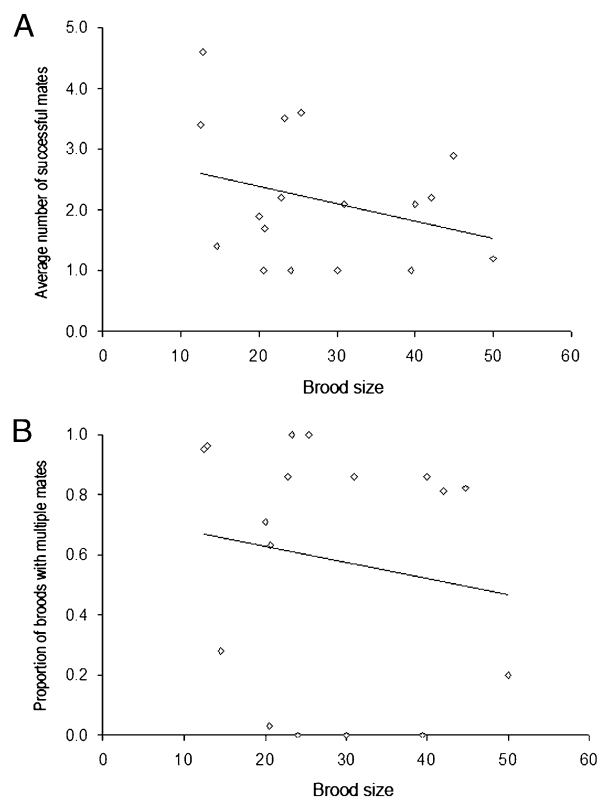 A
Average number of successful mates
5.0
4.0
3.0
2.0
1.0
0.0
0 10 20 30 40 50 60
Brood size
B
Proportion of broods with multiple mates
1.0
0.8
0.6
0.4
0.2
0.0
0 10 20 30 40 50 60
Brood size